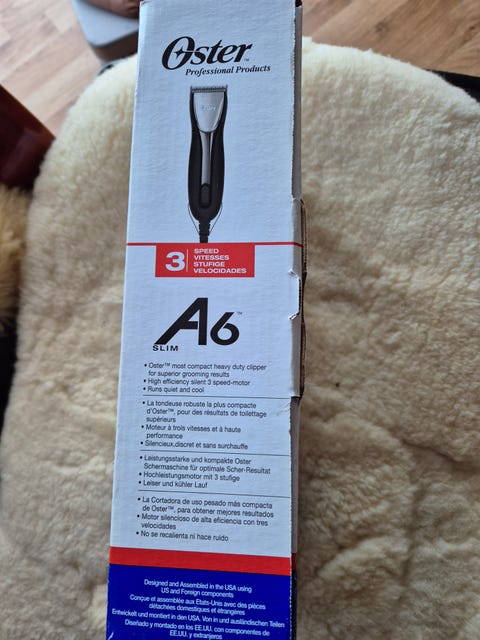 Oster™
Professional Products
3 SPEED
VITESSES
STUFIGE
VELOCIDADES
A6™
SLIM
• Oster™ most compact heavy duty clipper
for superior grooming results
• High efficiency silent 3 speed-motor
• Runs quiet and cool
• La tondeuse robuste la plus compacte
d'Oster™, pour des résultats de toilettage
supérieurs
• Moteur à trois vitesses et à haute
performance
• Silencieux,discret et sans surchauffe
• Leistungsstarke und kompakte Oster
Schermaschine für optimale Scher-Resultat
• Hochleistungsmotor mit 3 stufige
• Leiser und kühler Lauf
• La Cortadora de uso pesado más compacta
de Oster™, para obtener mejores resultados
• Motor silencioso de alta eficiencia con tres
velocidades
• No se recalienta ni hace ruido
Designed and Assembled in the USA using
US and Foreign components
Conçue et assemblée aux Etats-Unis avec des pièces
détachées domestiques et étrangères
Entwickelt und montiert in den USA. Von in und ausländischen Teilen
Diseñado y montado en los EE.UU. con componentes de
EE.UU. y extranjeros